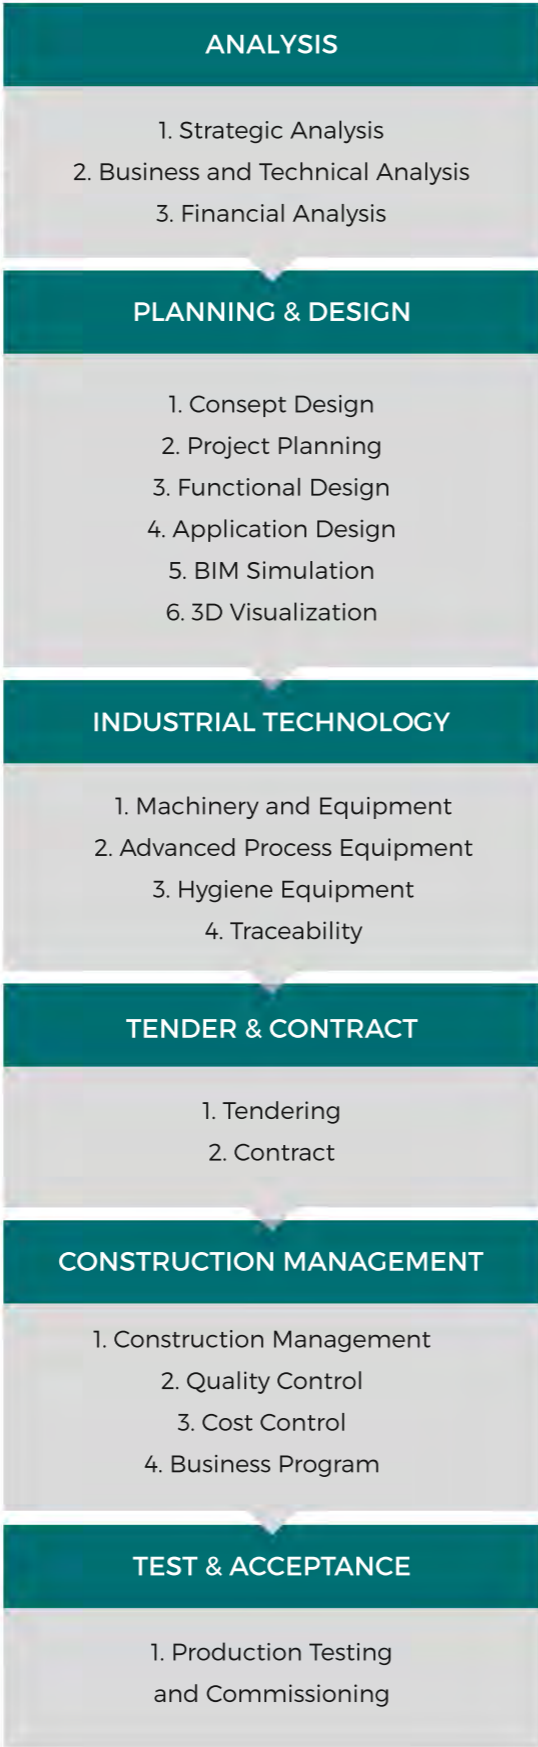 ANALYSIS
1. Strategic Analysis
2. Business and Technical Analysis
3. Financial Analysis
PLANNING & DESIGN
1. Consept Design
2. Project Planning
3. Functional Design
4. Application Design
5. BIM Simulation
6. 3D Visualization
INDUSTRIAL TECHNOLOGY
1. Machinery and Equipment
2. Advanced Process Equipment
3. Hygiene Equipment
4. Traceability
TENDER & CONTRACT
1. Tendering
2. Contract
CONSTRUCTION MANAGEMENT
1. Construction Management
2. Quality Control
3. Cost Control
4. Business Program
TEST & ACCEPTANCE
1. Production Testing
and Commissioning